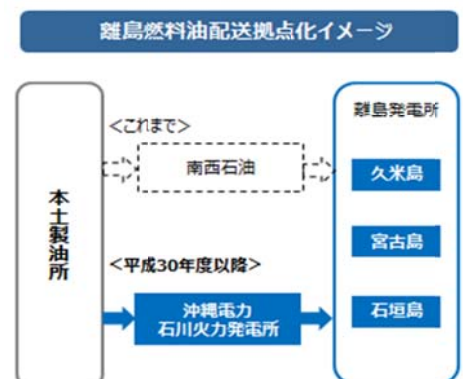 離島燃料油配送拠点化イメージ
<これまで>
南西石油
本土製油所
<平成30年度以降>
沖縄電力
石川火力発電所
離島発電所
久米島
宮古島
石垣島